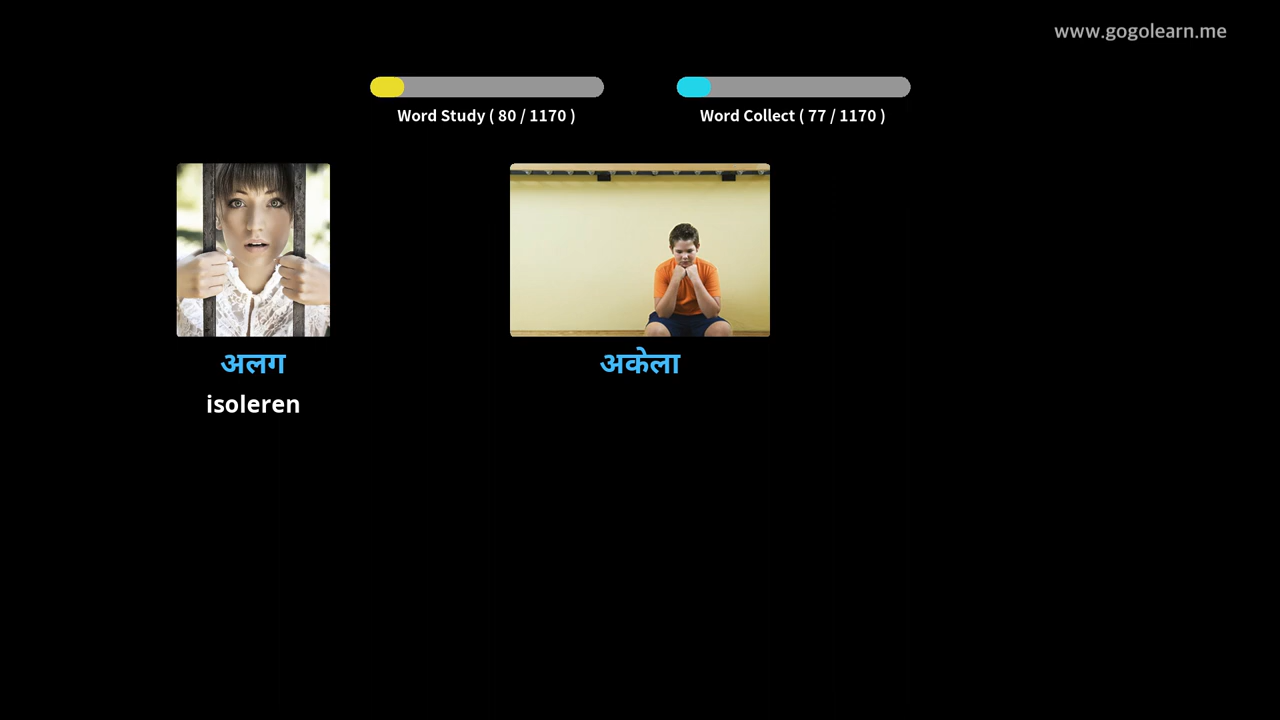 www.gogolearn.me
Word Study ( 80 / 1170 )
Word Collect ( 77 / 1170 )
अलग
अकेला
isoleren